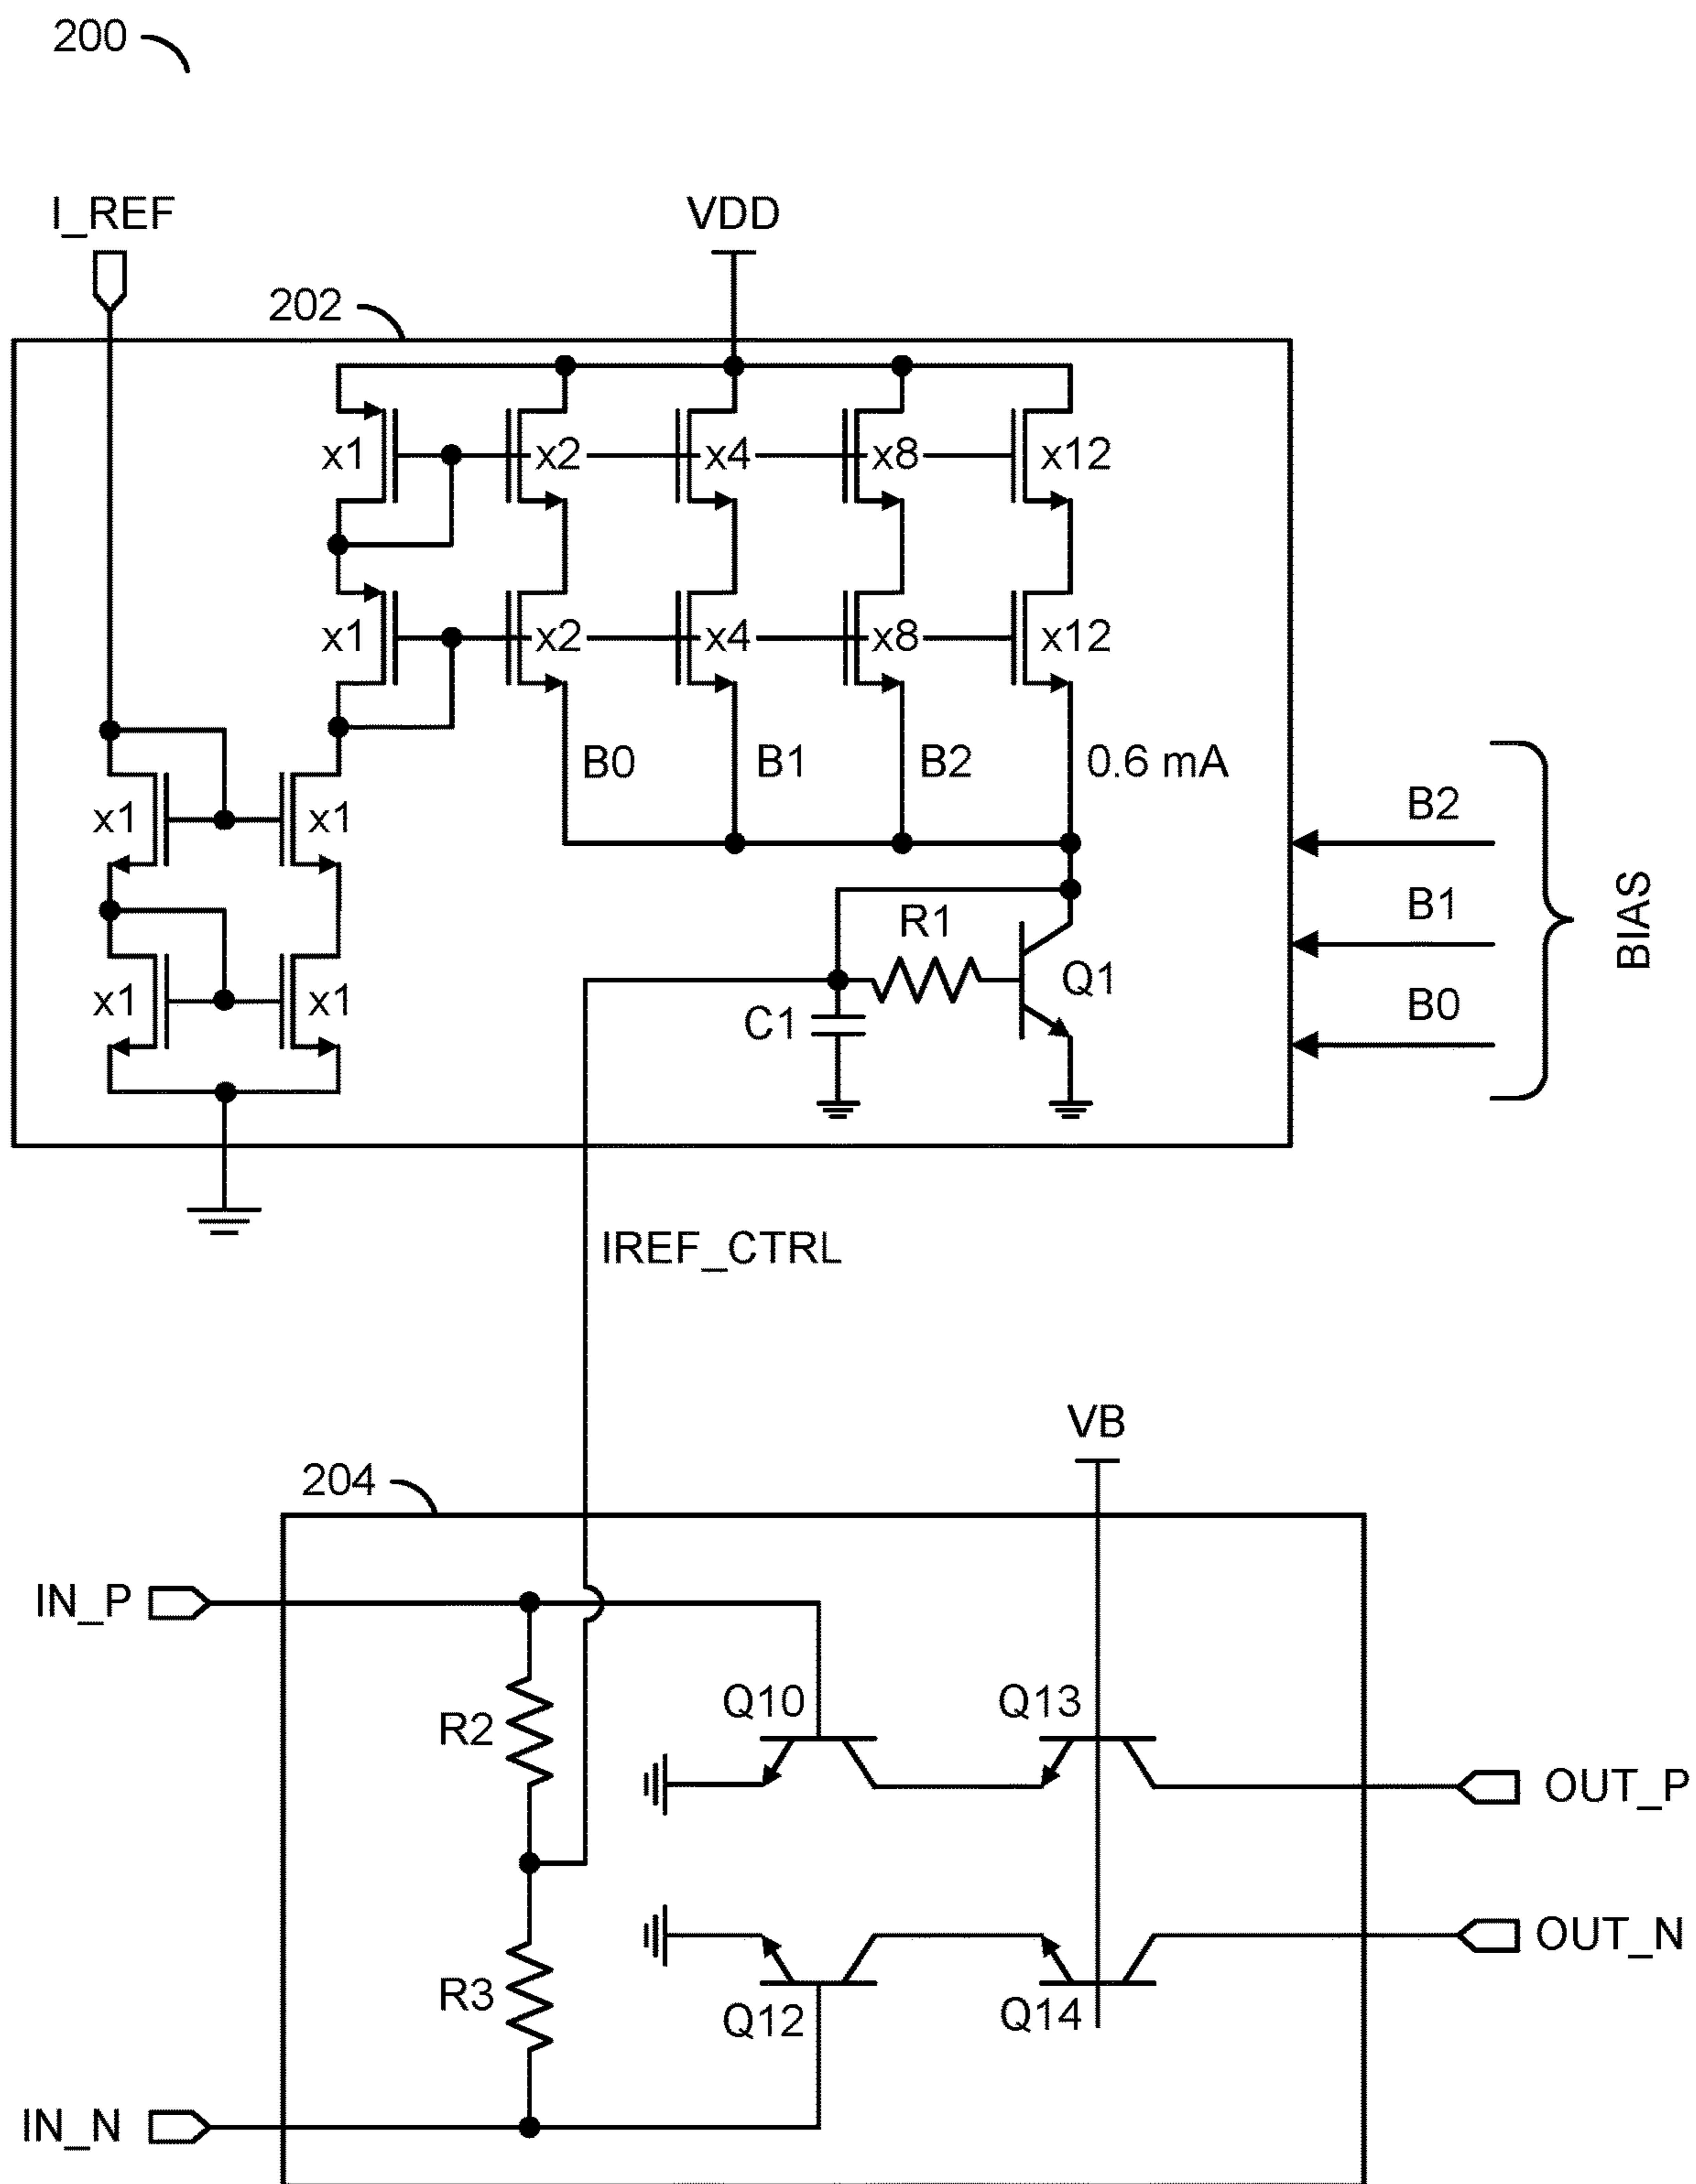 200
I_REF
VDD
202
x1 x2 x4 x8 x12
x1 x2 x4 x8 x12
B0 B1 B2 0.6 mA
x1 x1
B2
B1
B0
BIAS
R1
Q1
C1
x1 x1
IREF_CTRL
VB
204
IN_P
Q10 Q13
R2
OUT_P
OUT_N
R3
Q12 Q14
IN_N